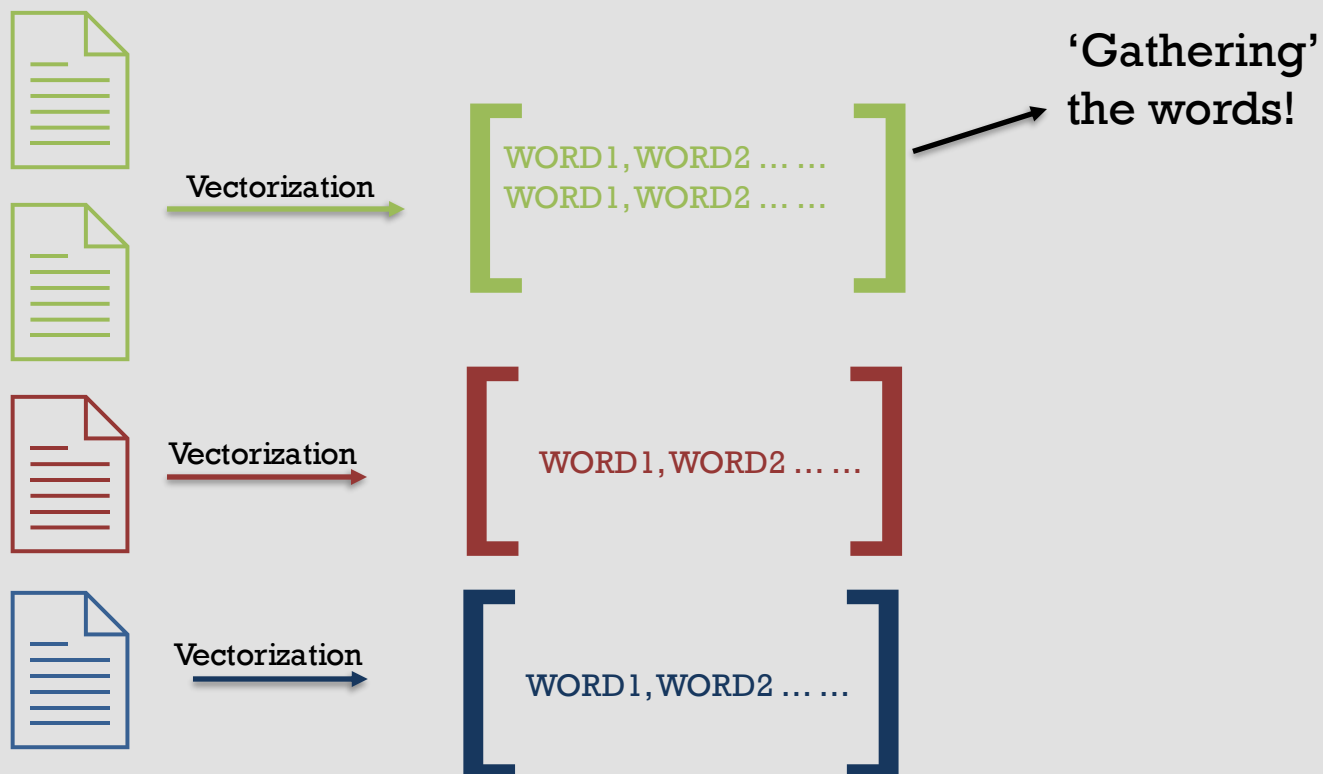 ‘Gathering’
the words!
Vectorization
WORD1, WORD2 … …
WORD1, WORD2 … …
Vectorization
WORD1, WORD2 … …
Vectorization
WORD1, WORD2 … …